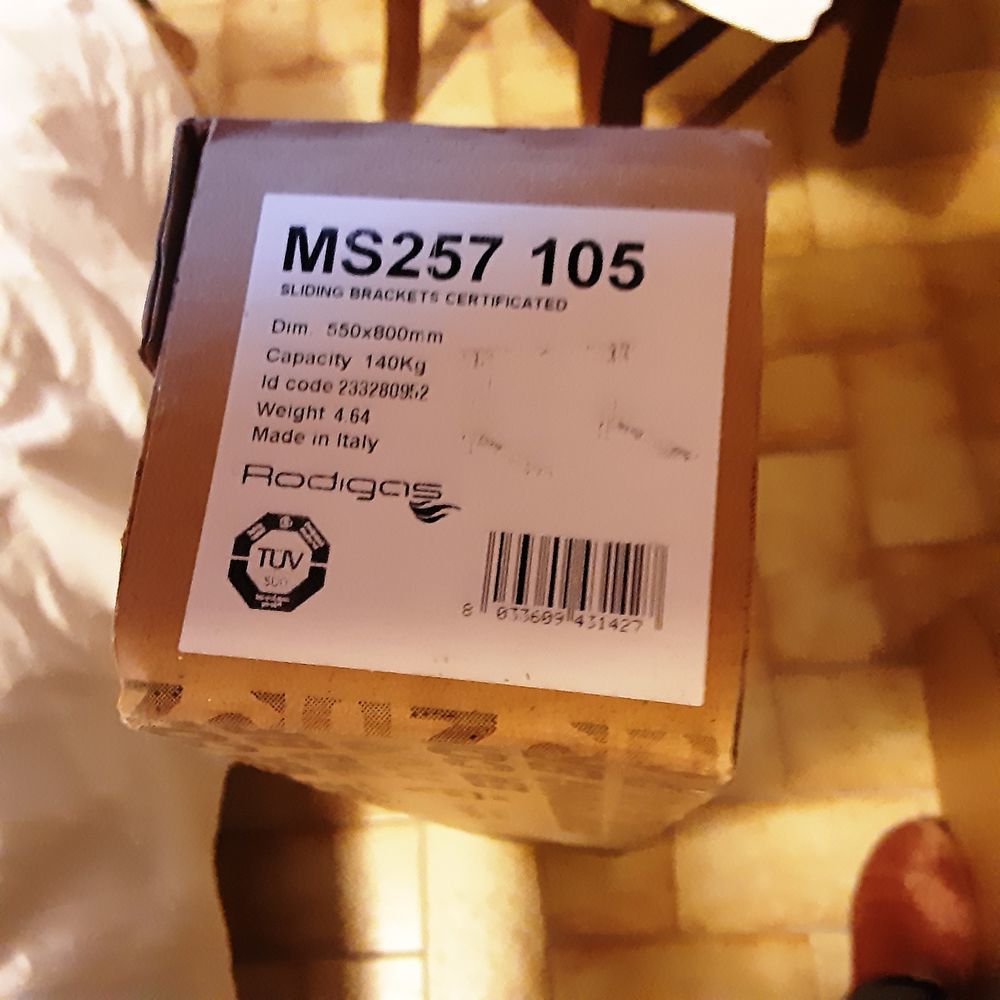 MS257 105
SLIDING BRACKETS CERTIFICATED
Dim. 550x800mm
Capacity 140Kg
Id code 233280952
Weight 4.64
Made in Italy
Rodigas
TUV
SUD
8 033609 431427